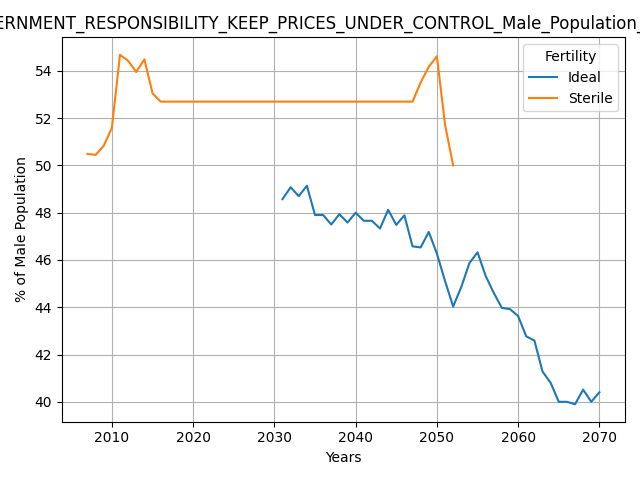 ERNMENT_RESPONSIBILITY_KEEP_PRICES_UNDER_CONTROL_Male_Population_
Fertility
Ideal
Sterile
% of Male Population
54
52
50
48
46
44
42
40
2010 2020 2030 2040 2050 2060 2070
Years